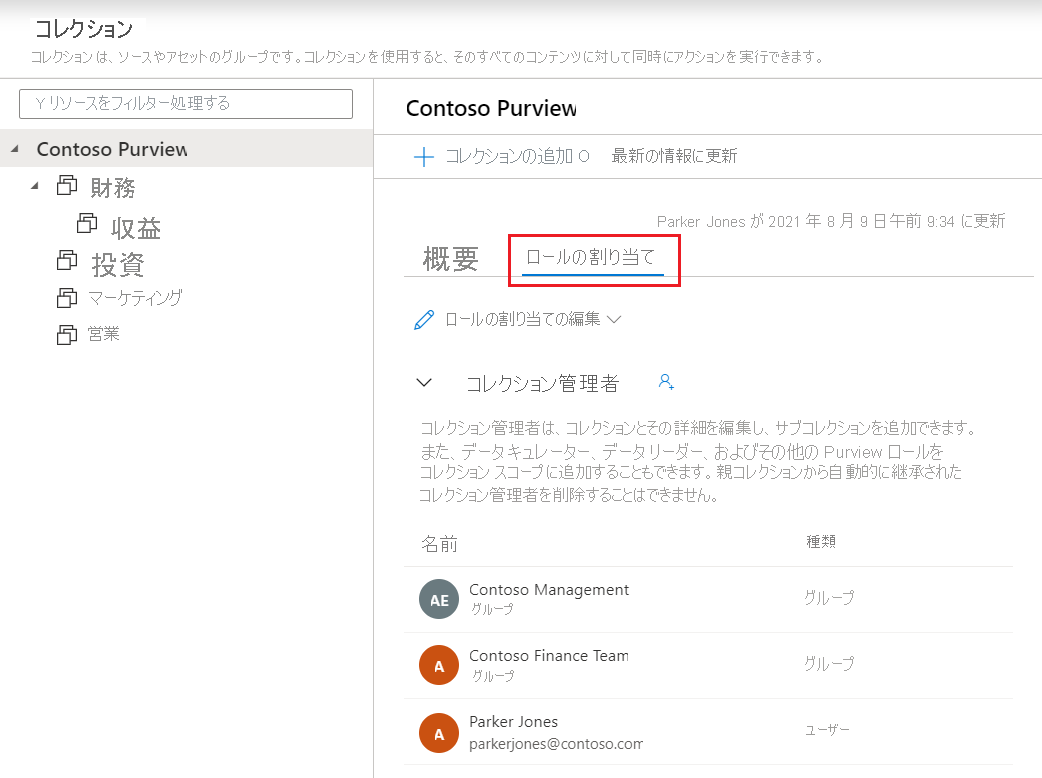 コレクション
コレクションは、ソースやアセットのグループです。コレクションを使用すると、そのすべてのコンテンツに対して同時にアクションを実行できます。
Y リソースをフィルター処理する
Contoso Purview
財務
収益
投資
マーケティング
営業
Contoso Purview
コレクションの追加 O 最新の情報に更新
Parker Jones が 2021 年 8 月 9 日午前 9:34 に更新
概要 ロールの割り当て
ロールの割り当ての編集
コレクション管理者
コレクション管理者は、コレクションとその詳細を編集し、サブコレクションを追加できます。
また、データキュレーター、データリーダー、およびその他の Purview ロールを
コレクション スコープに追加することもできます。親コレクションから自動的に継承された
コレクション管理者を削除することはできません。
名前 種類
AE Contoso Management グループ
グループ
A Contoso Finance Team グループ
グループ
A Parker Jones ユーザー
parkerjones@contoso.com